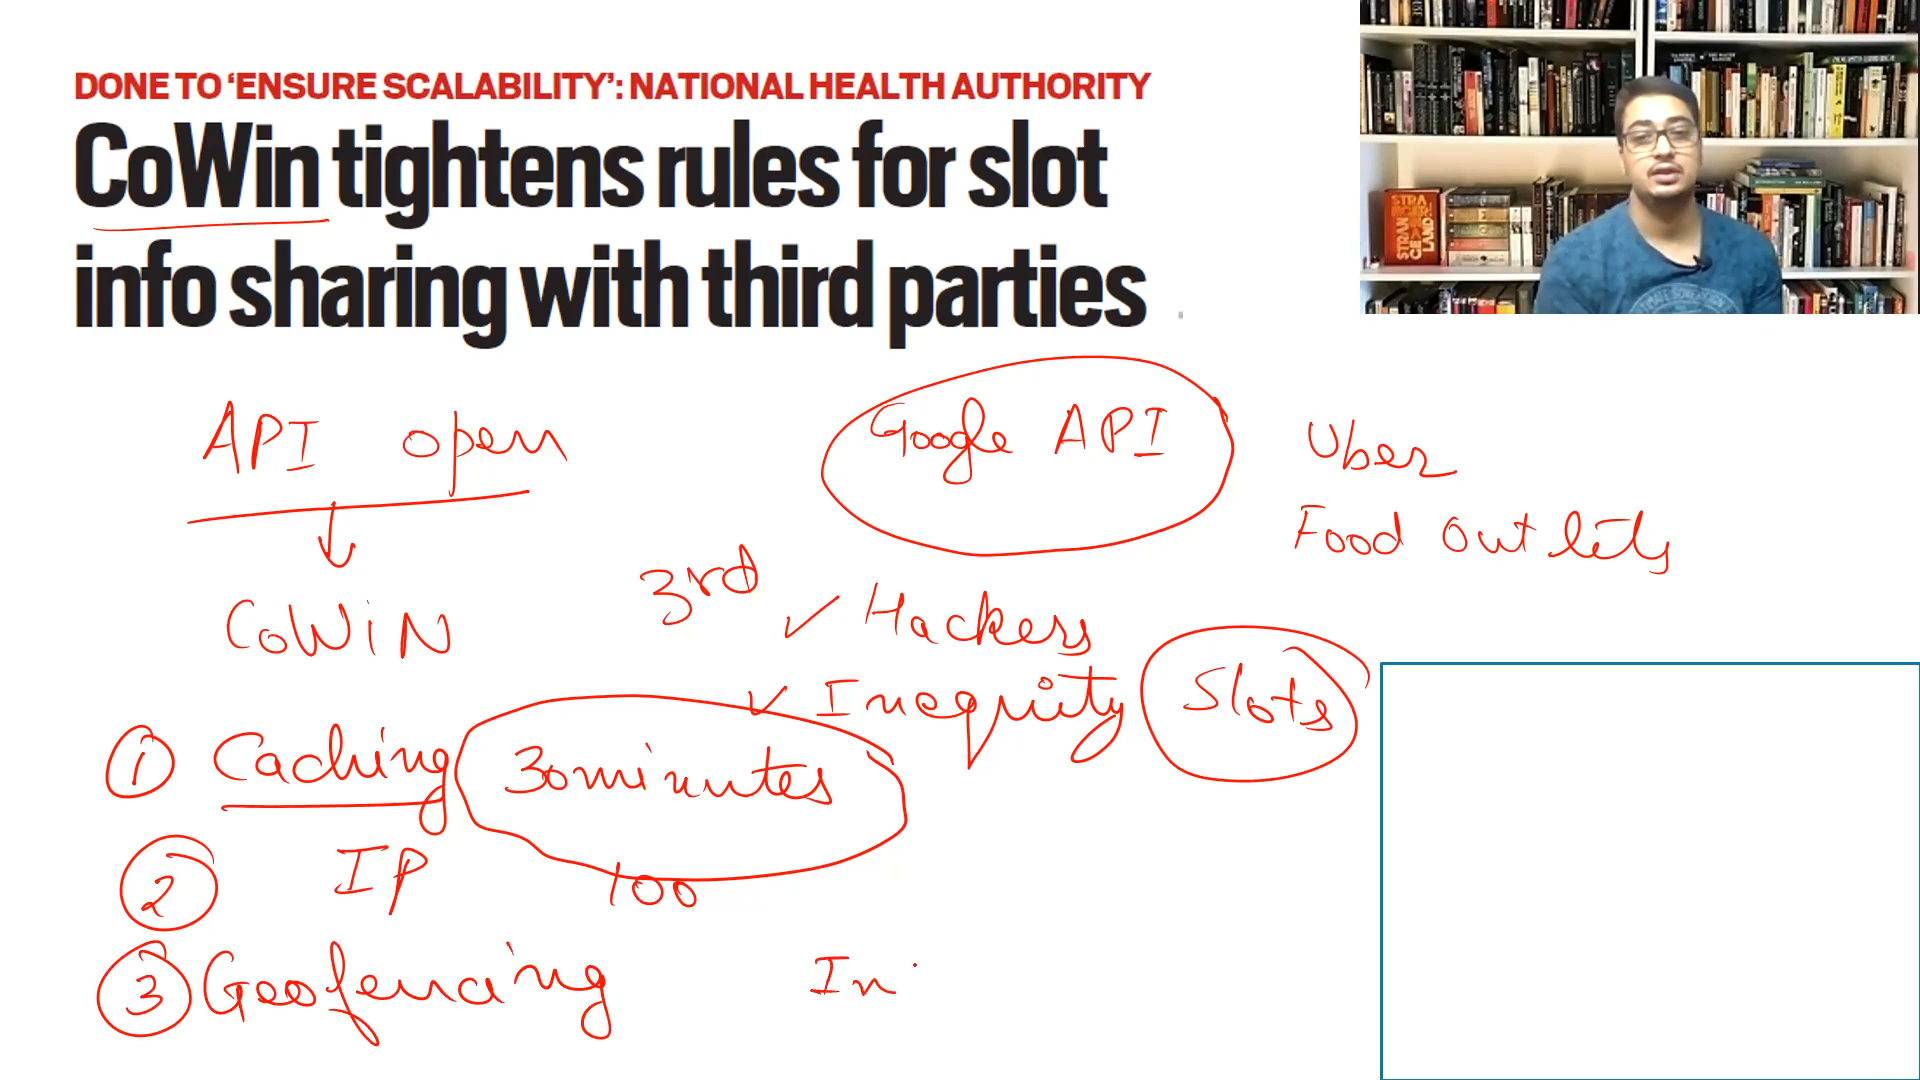 DONE TO ‘ENSURE SCALABILITY’: NATIONAL HEALTH AUTHORITY
CoWin tightens rules for slot
info sharing with third parties
API open
Google API
Uber
Food Outlets
CoWiN
3rd
Hackers
Inequity
Slots
1 Caching 30 minutes
2 IP 100
3 Geofencing In